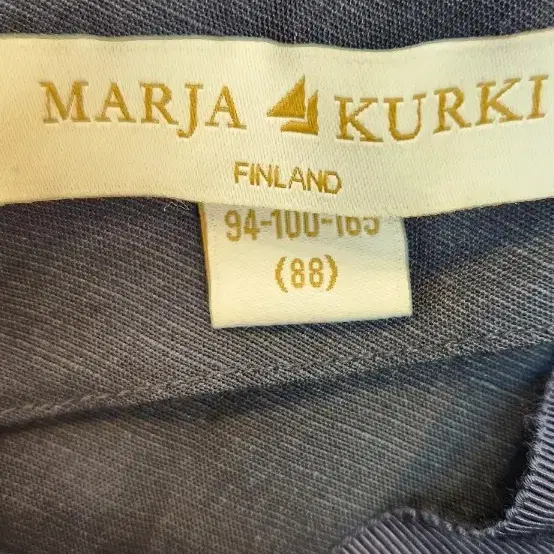 MARJA KURKI
FINLAND
94-100-165
(88)